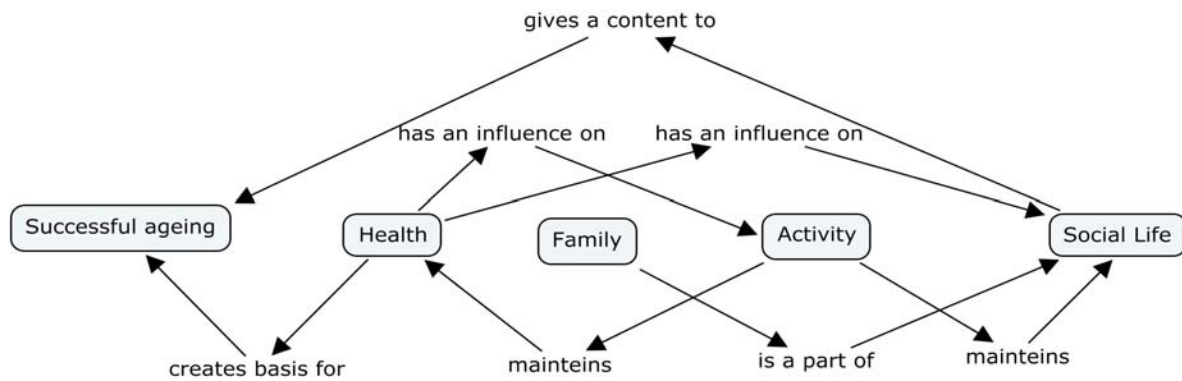 gives a content to
has an influence on
has an influence on
Successful ageing
Health
Family
Activity
Social Life
creates basis for
mainteins
is a part of
mainteins